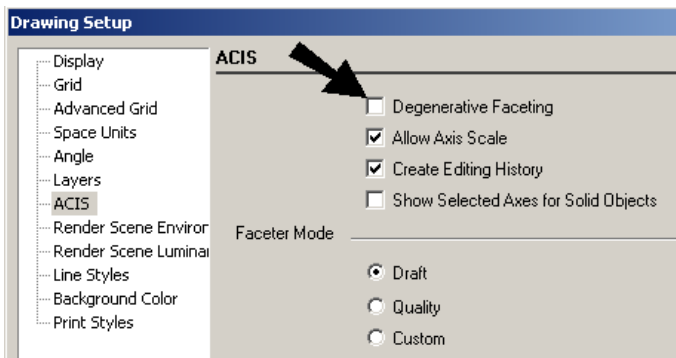 Drawing Setup
Display
Grid
Advanced Grid
Space Units
Angle
Layers
ACIS
Render Scene Environ
Render Scene Luminar
Line Styles
Background Color
Print Styles
ACIS
Degenerative Faceting
Allow Axis Scale
Create Editing History
Show Selected Axes for Solid Objects
Faceter Mode
Draft
Quality
Custom